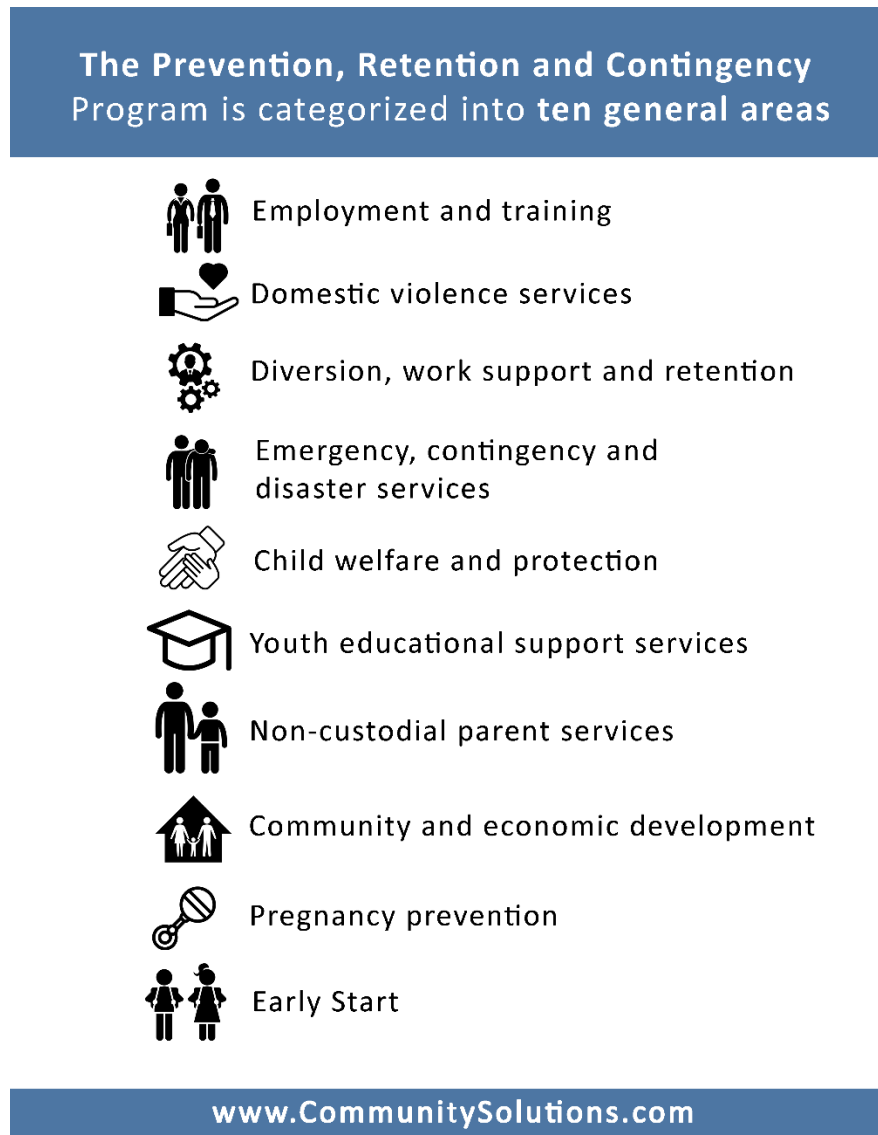 The Prevention, Retention and Contingency
Program is categorized into ten general areas
Employment and training
Domestic violence services
Diversion, work support and retention
Emergency, contingency and
disaster services
Child welfare and protection
Youth educational support services
Non-custodial parent services
Community and economic development
Pregnancy prevention
Early Start
www.CommunitySolutions.com